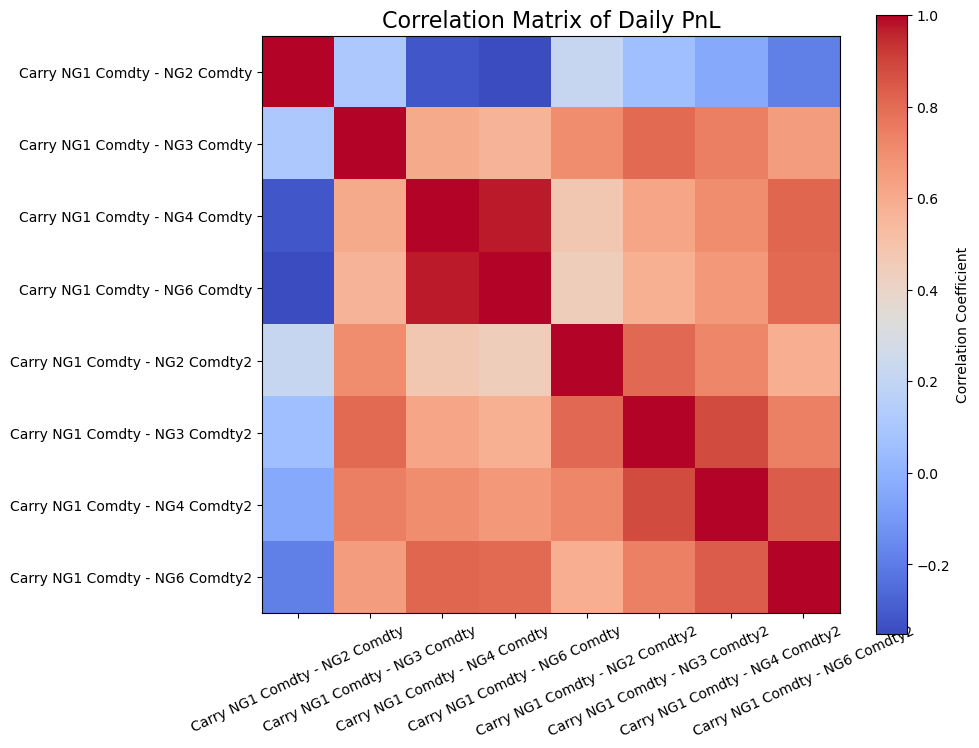 Correlation Matrix of Daily PnL
Carry NG1 Comdty - NG2 Comdty
Carry NG1 Comdty - NG3 Comdty
Carry NG1 Comdty - NG4 Comdty
Carry NG1 Comdty - NG6 Comdty
Carry NG1 Comdty - NG2 Comdty2
Carry NG1 Comdty - NG3 Comdty2
Carry NG1 Comdty - NG4 Comdty2
Carry NG1 Comdty - NG6 Comdty2
Carry NG1 Comdty - NG2 Comdty
Carry NG1 Comdty - NG3 Comdty
Carry NG1 Comdty - NG4 Comdty
Carry NG1 Comdty - NG6 Comdty
Carry NG1 Comdty - NG2 Comdty2
Carry NG1 Comdty - NG3 Comdty2
Carry NG1 Comdty - NG4 Comdty2
Carry NG1 Comdty - NG6 Comdty2
1.0
0.8
0.6
0.4
0.2
0.0
−0.2
Correlation Coefficient